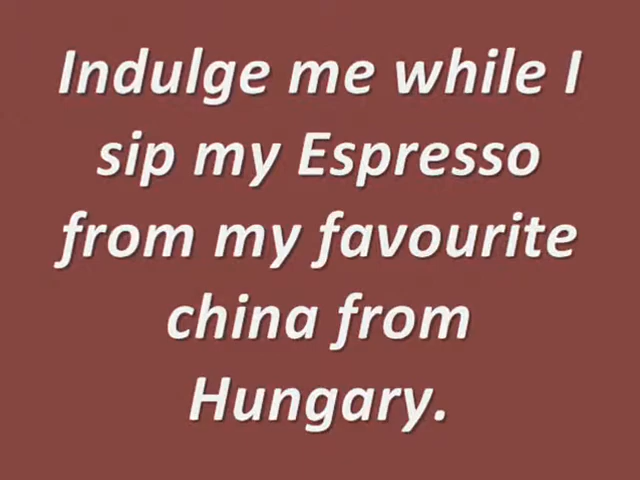 Indulge me while I
sip my Espresso
from my favourite
china from
Hungary.